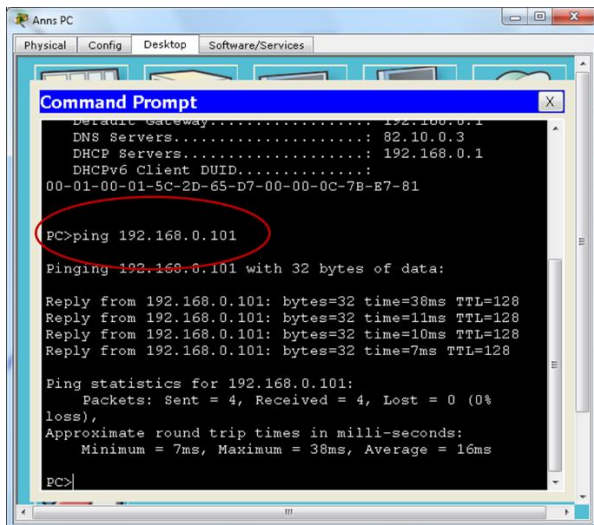 Anns PC
Physical Config Desktop Software/Services
Command Prompt
X
Default Gateway..................: 192.168.0.1
DNS Servers......................: 82.10.0.3
DHCP Servers.....................: 192.168.0.1
DHCPv6 Client DUID...............:
00-01-00-01-5C-2D-65-D7-00-00-0C-7B-E7-81
PC>ping 192.168.0.101
Pinging 192.168.0.101 with 32 bytes of data:
Reply from 192.168.0.101: bytes=32 time=38ms TTL=128
Reply from 192.168.0.101: bytes=32 time=11ms TTL=128
Reply from 192.168.0.101: bytes=32 time=10ms TTL=128
Reply from 192.168.0.101: bytes=32 time=7ms TTL=128
Ping statistics for 192.168.0.101:
Packets: Sent = 4, Received = 4, Lost = 0 (0%
loss),
Approximate round trip times in milli-seconds:
Minimum = 7ms, Maximum = 38ms, Average = 16ms
PC>